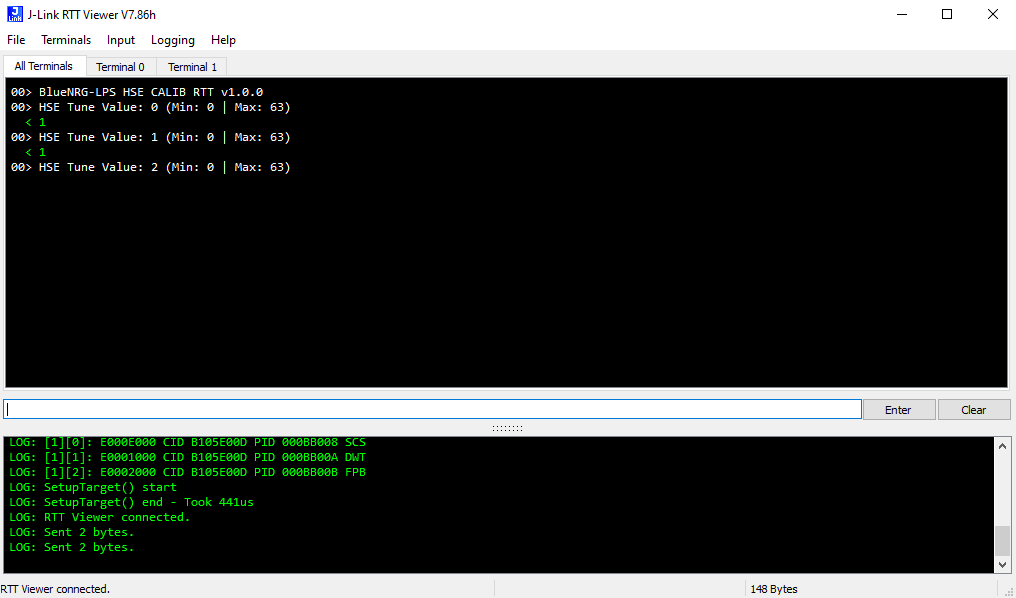 J-Link RTT Viewer V7.86h
File Terminals Input Logging Help
All Terminals Terminal 0 Terminal 1
00> BlueNRG-LPS HSE CALIB RTT v1.0.0
00> HSE Tune Value: 0 (Min: 0 | Max: 63)
< 1
00> HSE Tune Value: 1 (Min: 0 | Max: 63)
< 1
00> HSE Tune Value: 2 (Min: 0 | Max: 63)
Enter Clear
LOG: [1][0]: E000E000 CID B105E00D PID 000BB008 SCS
LOG: [1][1]: E0001000 CID B105E00D PID 000BB00A DWT
LOG: [1][2]: E0002000 CID B105E00D PID 000BB00B FPB
LOG: SetupTarget() start
LOG: SetupTarget() end - Took 441us
LOG: RTT Viewer connected.
LOG: Sent 2 bytes.
LOG: Sent 2 bytes.
RTT Viewer connected. 148 Bytes